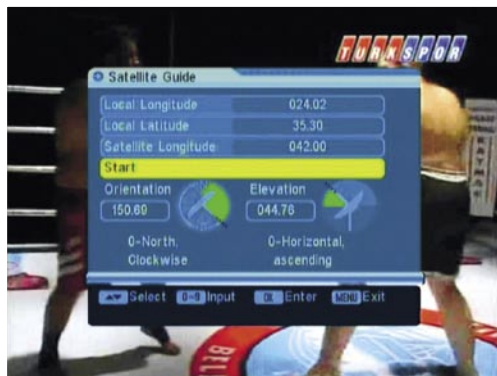 TURKSPOR
Satellite Guide
Local Longitude 024.02
Local Latitude 35.30
Satellite Longitude 042.00
Start
Orientation Elevation
150.69 044.76
0-North, 0-Horizontal,
Clockwise ascending
Select 0~9 Input OK Enter MENU Exit
BEL